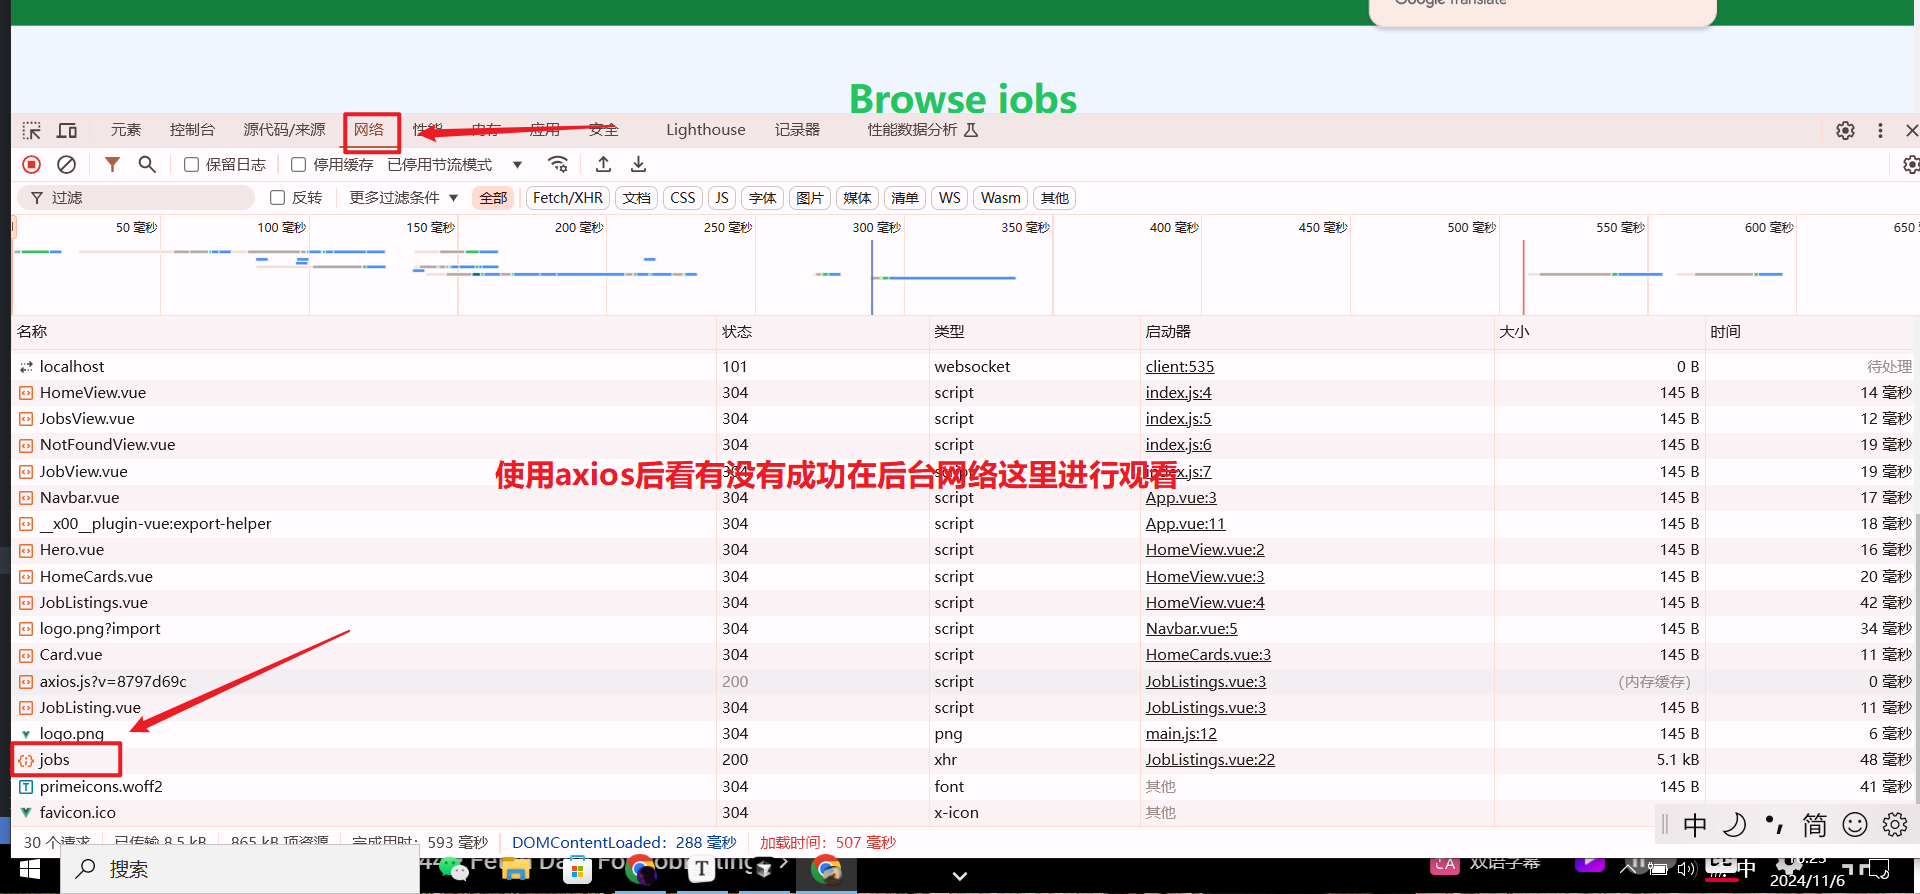 Google Translate
Browse jobs
元素 控制台 源代码/来源 网络 性能 内存 应用 安全 Lighthouse 记录器 性能数据分析
保留日志 停用缓存 已停用节流模式
过滤 反转 更多过滤条件 全部 Fetch/XHR 文档 CSS JS 字体 图片 媒体 清单 WS Wasm 其他
50 毫秒 100 毫秒 150 毫秒 200 毫秒 250 毫秒 300 毫秒 350 毫秒 400 毫秒 450 毫秒 500 毫秒 550 毫秒 600 毫秒 650
名称 状态 类型 启动器 大小 时间
localhost 101 websocket client:535 0 B 待处理
HomeView.vue 304 script index.js:4 145 B 14 毫秒
JobsView.vue 304 script index.js:5 145 B 12 毫秒
NotFoundView.vue 304 script index.js:6 145 B 19 毫秒
JobView.vue 304 script index.js:7 145 B 19 毫秒
使用axios后看有没有成功在后台网络这里进行观看
Navbar.vue 304 script App.vue:3 145 B 17 毫秒
__x00__plugin-vue:export-helper 304 script App.vue:11 145 B 18 毫秒
Hero.vue 304 script HomeView.vue:2 145 B 16 毫秒
HomeCards.vue 304 script HomeView.vue:3 145 B 20 毫秒
JobListings.vue 304 script HomeView.vue:4 145 B 42 毫秒
logo.png?import 304 script Navbar.vue:5 145 B 34 毫秒
Card.vue 304 script HomeCards.vue:3 145 B 11 毫秒
axios.js?v=8797d69c 200 script JobListings.vue:3 (内存缓存) 0 毫秒
JobListing.vue 304 script JobListings.vue:3 145 B 11 毫秒
logo.png 304 png main.js:12 145 B 6 毫秒
jobs 200 xhr JobListings.vue:22 5.1 kB 48 毫秒
primeicons.woff2 304 font 其他 145 B 41 毫秒
favicon.ico 304 x-icon 其他
中 简
30 个请求 已传输 8.5 kB 865 kB 项资源 完成用时：593 毫秒 DOMContentLoaded：288 毫秒 加载时间：507 毫秒
搜索 双语字幕 中
2024/11/6